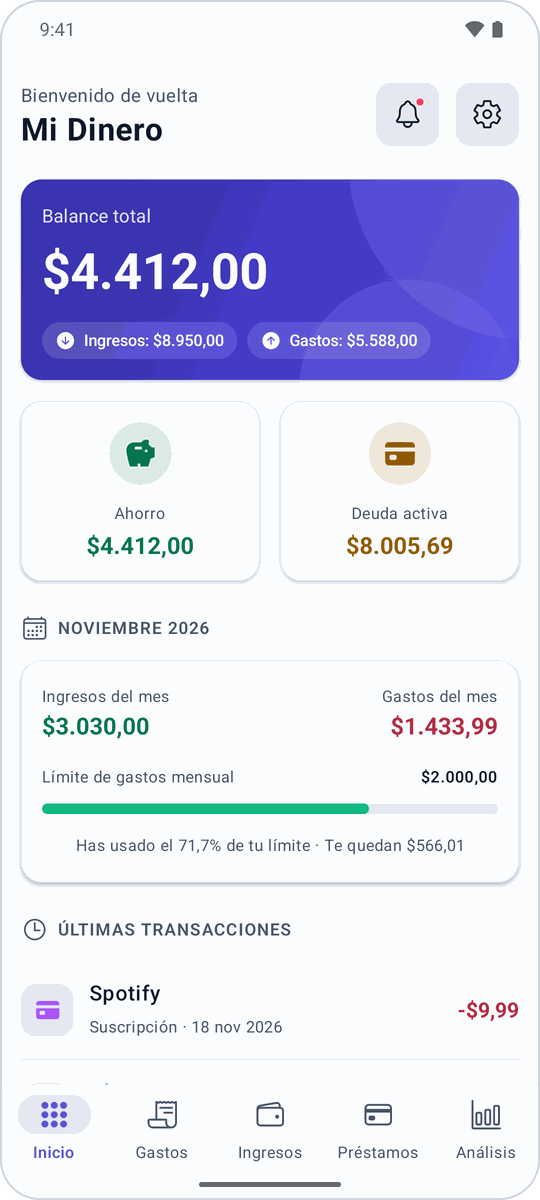 9:41
Bienvenido de vuelta
Mi Dinero
Balance total
$4.412,00
Ingresos: $8.950,00
Gastos: $5.588,00
Ahorro
$4.412,00
Deuda activa
$8.005,69
NOVIEMBRE 2026
Ingresos del mes
$3.030,00
Gastos del mes
$1.433,99
Límite de gastos mensual
$2.000,00
Has usado el 71,7% de tu límite · Te quedan $566,01
ÚLTIMAS TRANSACCIONES
Spotify
Suscripción · 18 nov 2026
-$9,99
Inicio
Gastos
Ingresos
Préstamos
Análisis